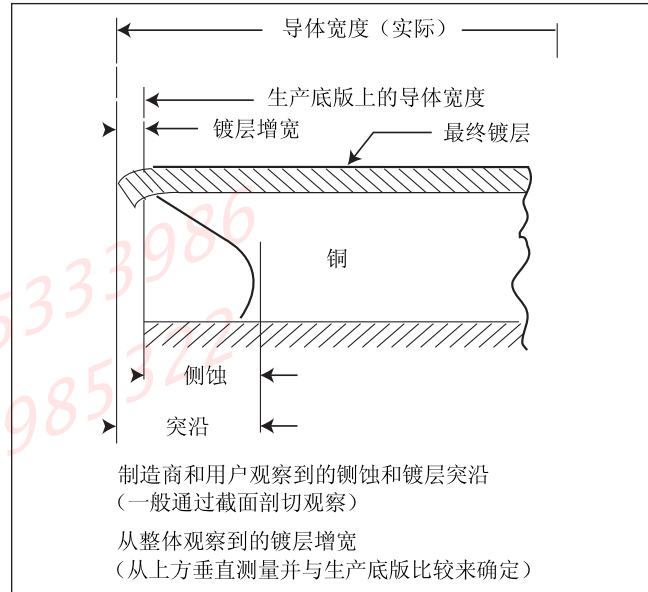 导体宽度（实际）
生产底版上的导体宽度
镀层增宽
最终镀层
铜
侧蚀
突沿
制造商和用户观察到的侧蚀和镀层突沿
（一般通过截面剖切观察）
从整体观察到的镀层增宽
（从上方垂直测量并与生产底版比较来确定）
5333986
985322